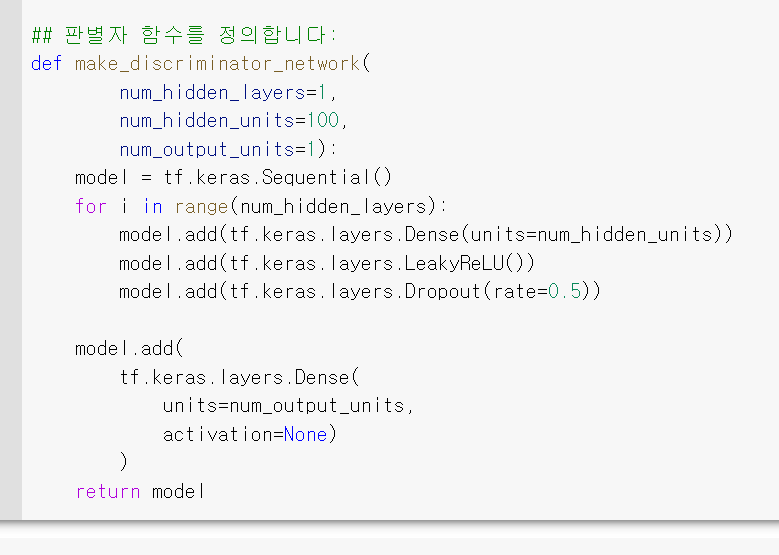 ## 판별자 함수를 정의합니다:
def make_discriminator_network(
        num_hidden_layers=1,
        num_hidden_units=100,
        num_output_units=1):
    model = tf.keras.Sequential()
    for i in range(num_hidden_layers):
        model.add(tf.keras.layers.Dense(units=num_hidden_units))
        model.add(tf.keras.layers.LeakyReLU())
        model.add(tf.keras.layers.Dropout(rate=0.5))

    model.add(
        tf.keras.layers.Dense(
            units=num_output_units,
            activation=None)
        )
    return model